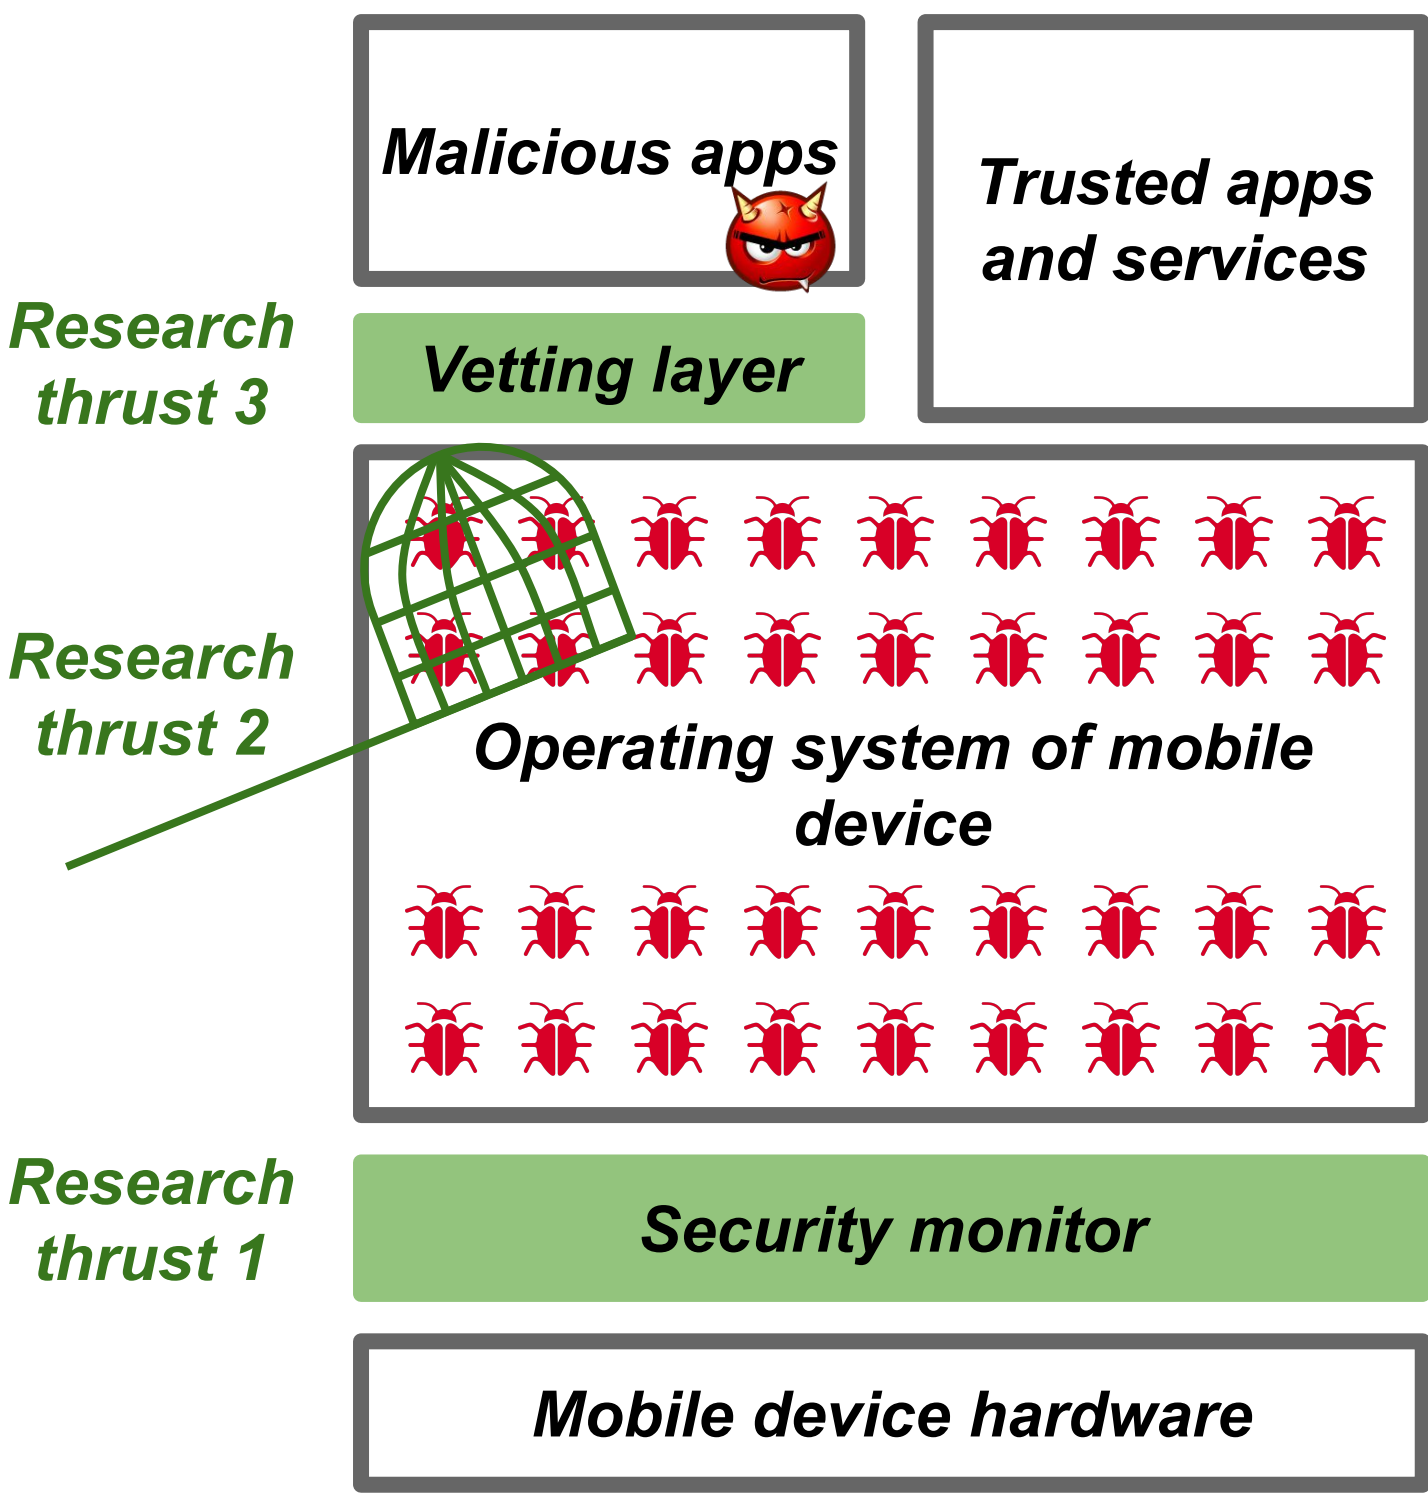 Malicious apps
Trusted apps
and services
Research
thrust 3
Vetting layer
Research
thrust 2
Operating system of mobile
device
Research
thrust 1
Security monitor
Mobile device hardware